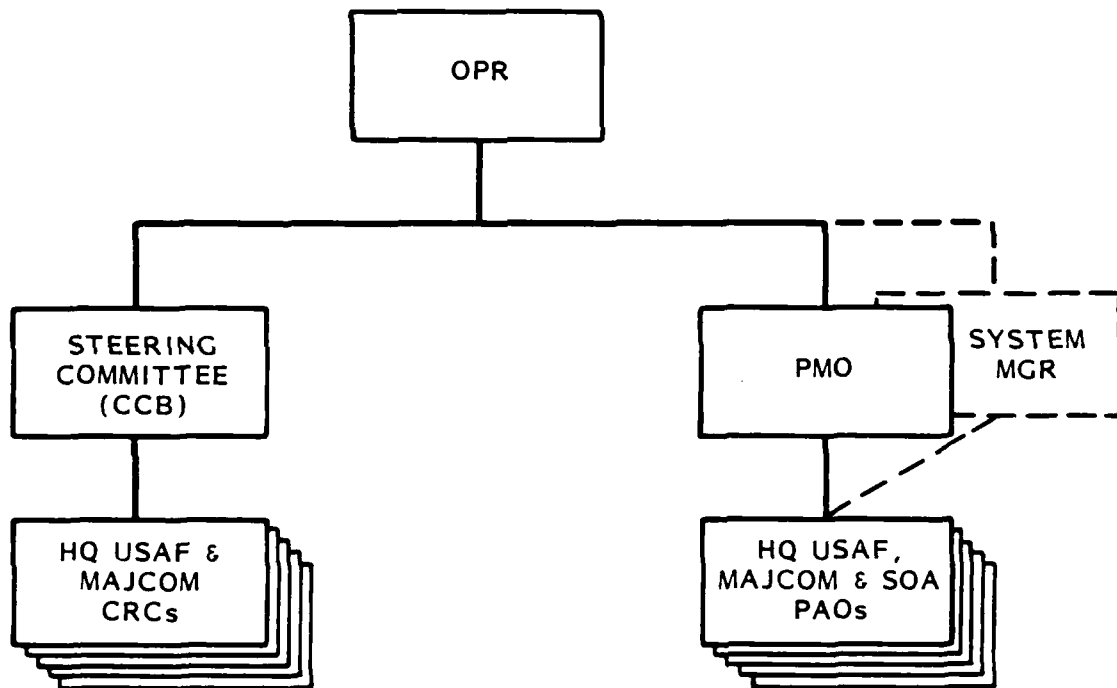 OPR
STEERING
COMMITTEE
(CCB)
PMO
SYSTEM
MGR
HQ USAF &
MAJCOM
CRCs
HQ USAF,
MAJCOM & SOA
PAOs